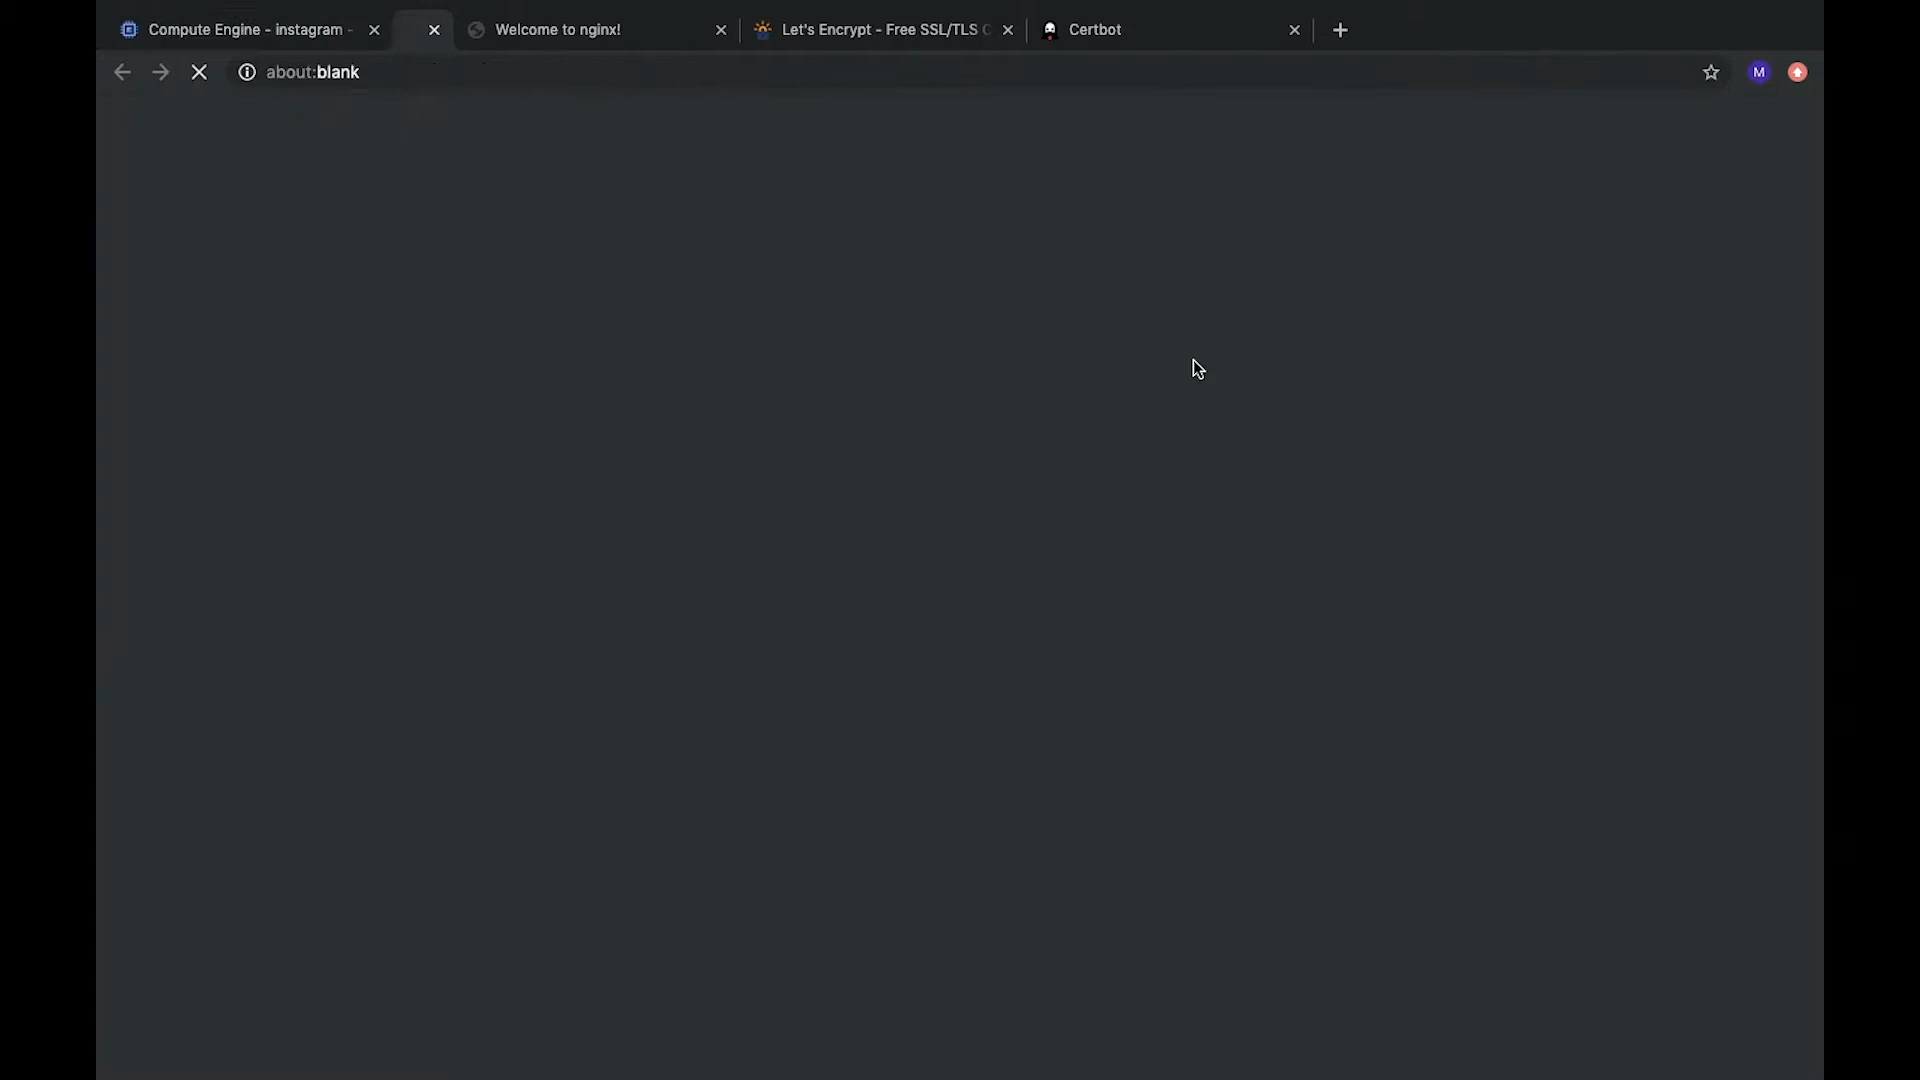 Compute Engine - instagram -
Welcome to nginx!
Let's Encrypt - Free SSL/TLS C
Certbot
about:blank
M